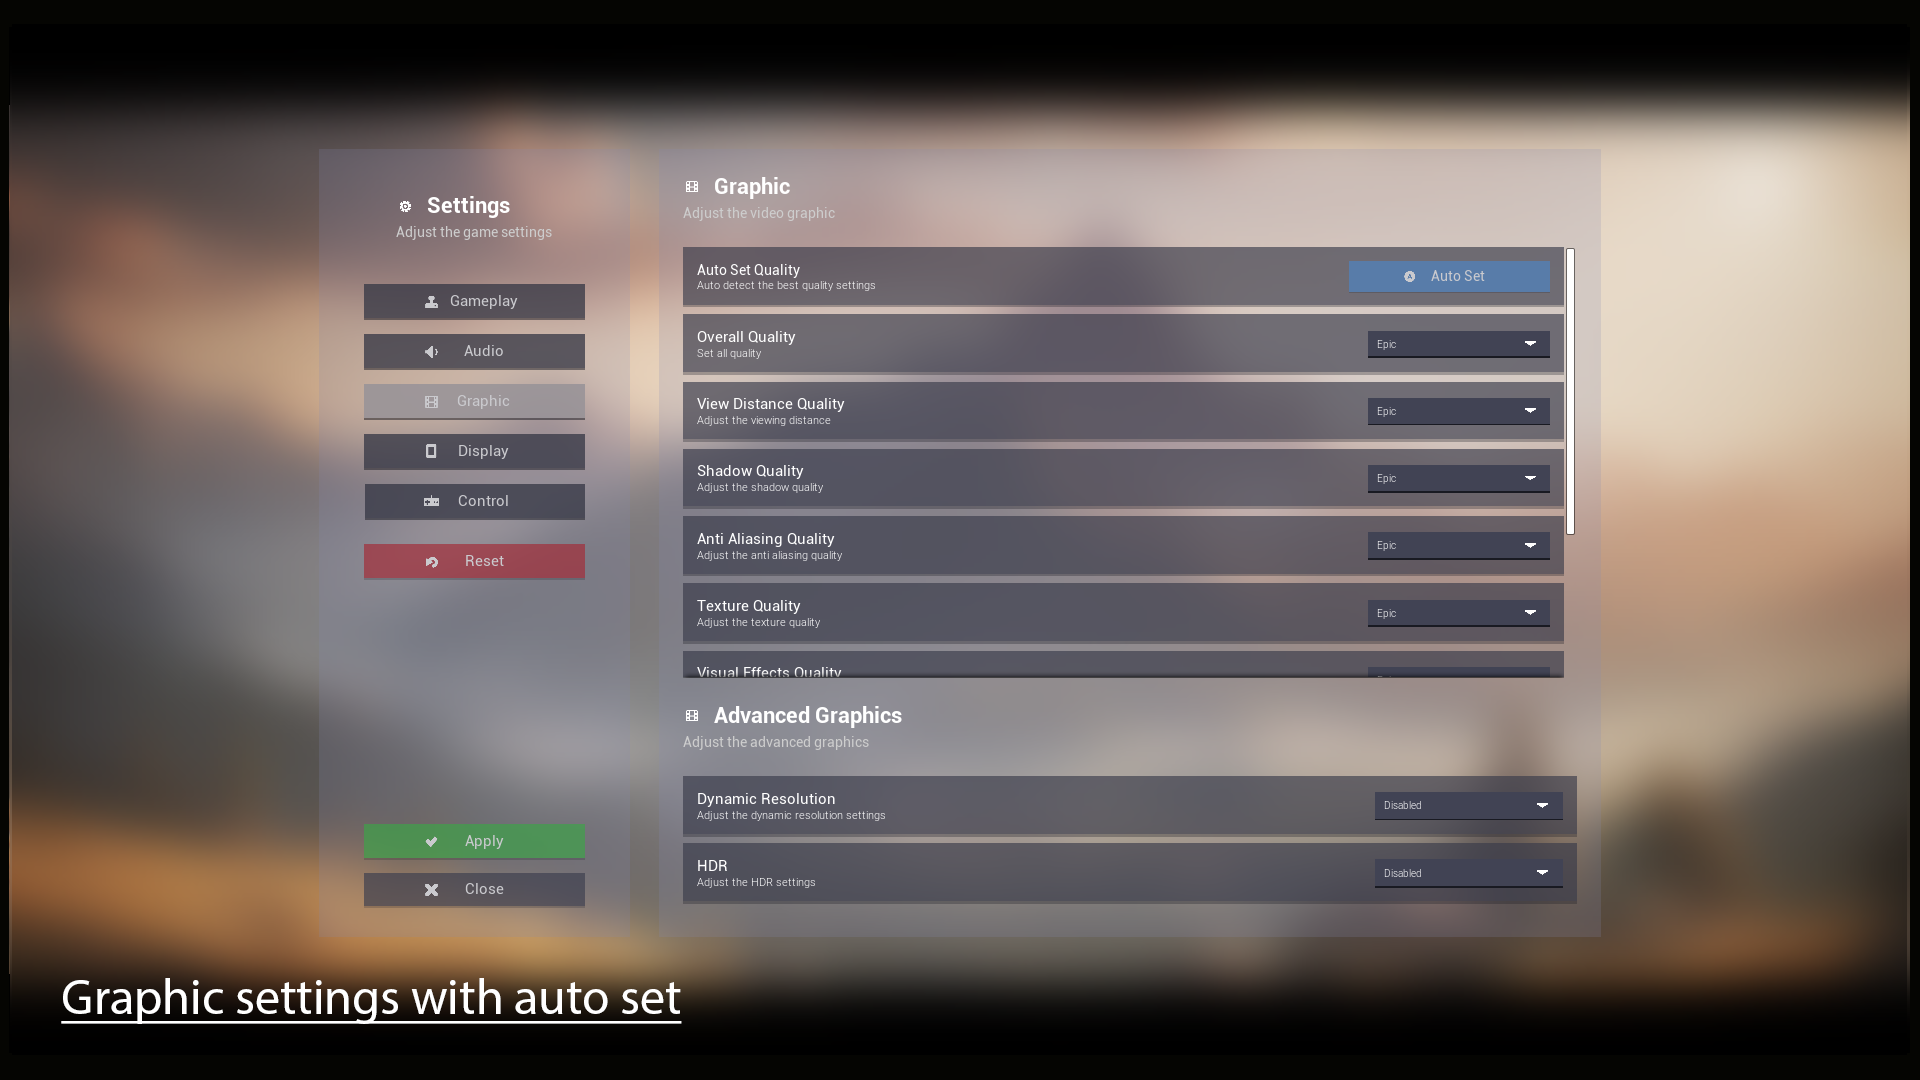 Settings
Adjust the game settings
Gameplay
Audio
Graphic
Display
Control
Reset
Apply
Close
Graphic
Adjust the video graphic
Auto Set Quality
Auto detect the best quality settings
Auto Set
Overall Quality
Set all quality
Epic
View Distance Quality
Adjust the viewing distance
Epic
Shadow Quality
Adjust the shadow quality
Epic
Anti Aliasing Quality
Adjust the anti aliasing quality
Epic
Texture Quality
Adjust the texture quality
Epic
Visual Effects Quality
Advanced Graphics
Adjust the advanced graphics
Dynamic Resolution
Adjust the dynamic resolution settings
Disabled
HDR
Adjust the HDR settings
Disabled
Graphic settings with auto set